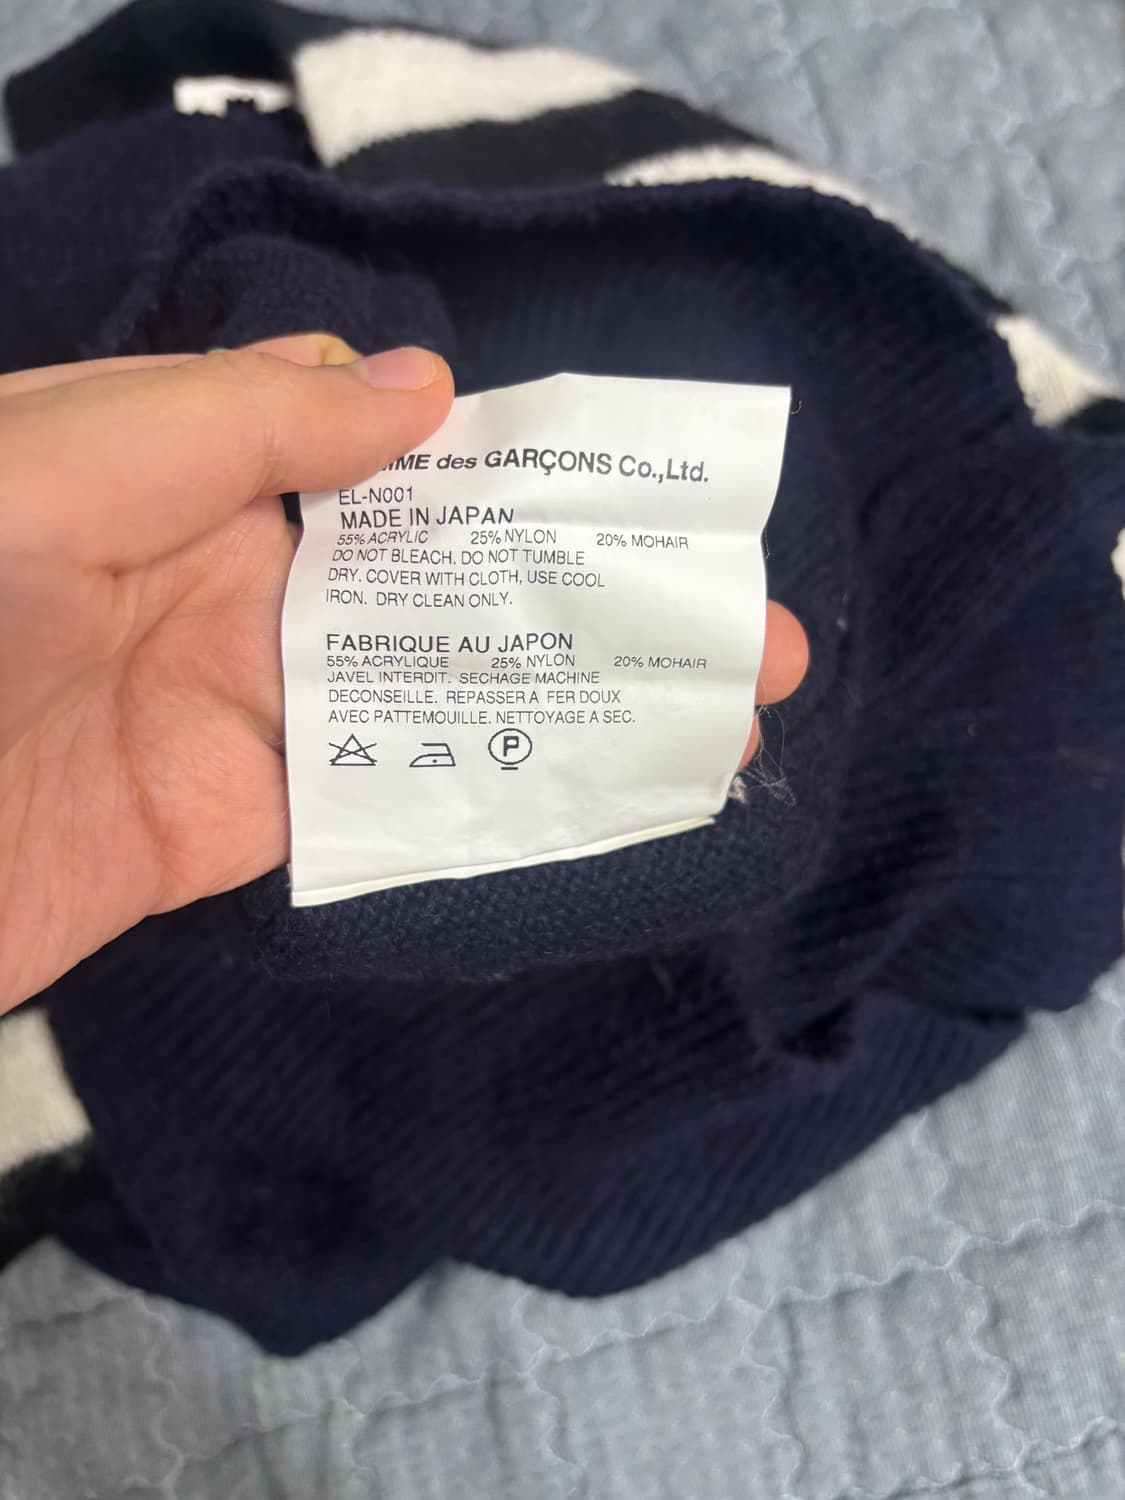 des GARÇONS Co.,Ltd.
EL-N001
MADE IN JAPAN
55% ACRYLIC 25% NYLON 20% MOHAIR
DO NOT BLEACH. DO NOT TUMBLE
DRY. COVER WITH CLOTH, USE COOL
IRON. DRY CLEAN ONLY.
FABRIQUE AU JAPON
55% ACRYLIQUE 25% NYLON 20% MOHAIR
JAVEL INTERDIT. SECHAGE MACHINE
DECONSEILLE. REPASSER A FER DOUX
AVEC PATTEMOUILLE. NETTOYAGE A SEC.
P